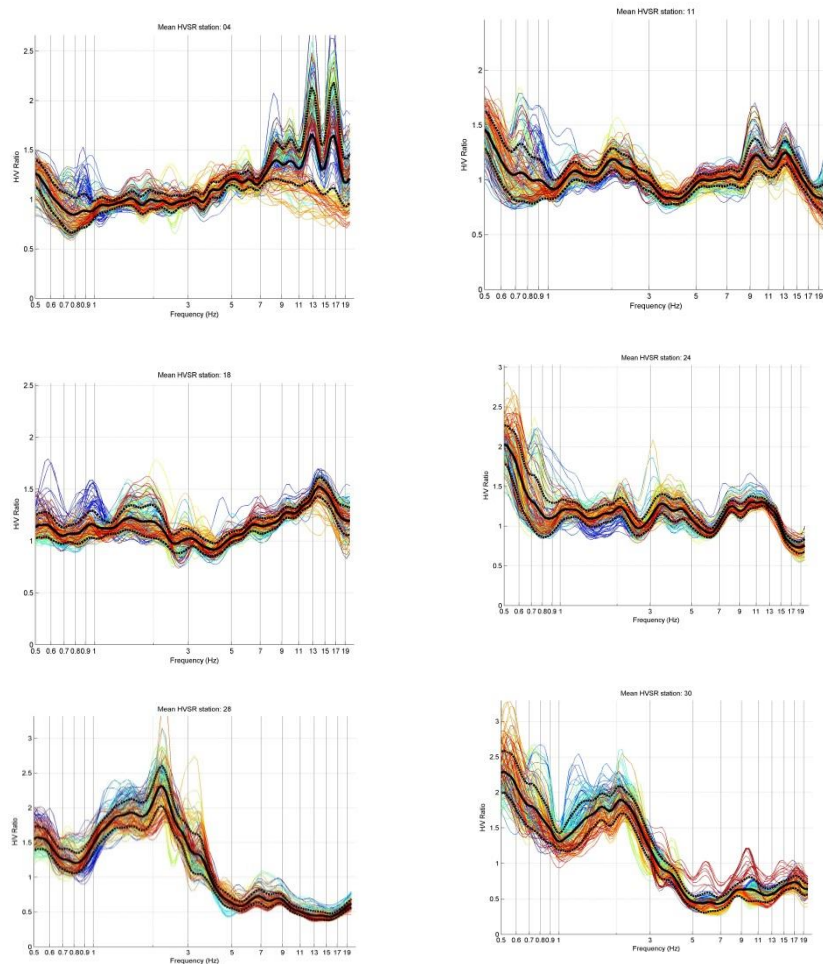 Mean HVSR station: 04
2.5
2
1.5
1
0.5
0
H/V Ratio
0.5 0.6 0.7 0.8 0.9 1 3 5 7 9 11 13 15 17 19
Frequency (Hz)
Mean HVSR station: 11
2
1.5
1
0.5
0
H/V Ratio
0.5 0.6 0.7 0.8 0.9 1 3 5 7 9 11 13 15 17 19
Frequency (Hz)
Mean HVSR station: 18
2.5
2
1.5
1
0.5
0
H/V Ratio
0.5 0.6 0.7 0.8 0.9 1 3 5 7 9 11 13 15 17 19
Frequency (Hz)
Mean HVSR station: 24
3
2.5
2
1.5
1
0.5
0
H/V Ratio
0.5 0.6 0.7 0.8 0.9 1 3 5 7 9 11 13 15 17 19
Frequency (Hz)
Mean HVSR station: 28
3
2.5
2
1.5
1
0.5
0
H/V Ratio
0.5 0.6 0.7 0.8 0.9 1 3 5 7 9 11 13 15 17 19
Frequency (Hz)
Mean HVSR station: 30
3
2.5
2
1.5
1
0.5
0
H/V Ratio
0.5 0.6 0.7 0.8 0.9 1 3 5 7 9 11 13 15 17 19
Frequency (Hz)